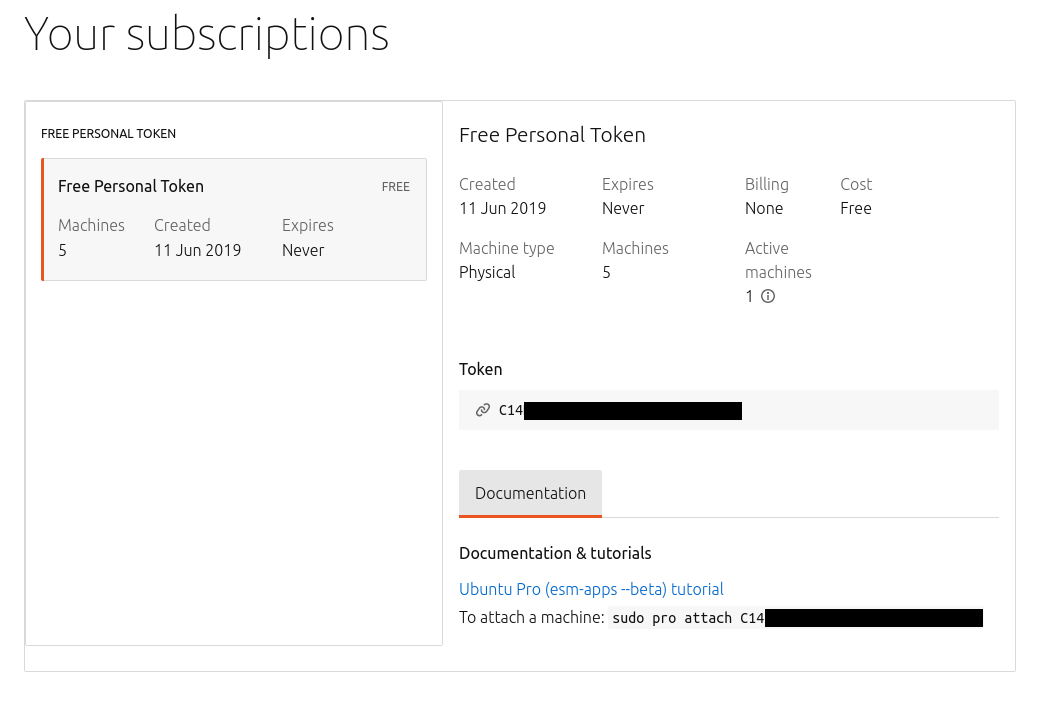 Your subscriptions
FREE PERSONAL TOKEN
Free Personal Token FREE
Machines Created Expires
5 11 Jun 2019 Never
Free Personal Token
Created Expires Billing Cost
11 Jun 2019 Never None Free
Machine type Machines Active machines
Physical 5 1
Token
C14
Documentation
Documentation & tutorials
Ubuntu Pro (esm-apps --beta) tutorial
To attach a machine: sudo pro attach C14